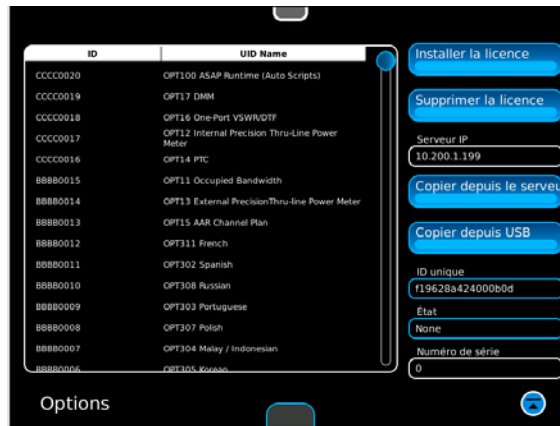 ID UID Name
CCCC0020 OPT100 ASAP Runtime (Auto Scripts)
CCCC0019 OPT17 DMM
CCCC0018 OPT16 One-Port VSWR/DTF
CCCC0017 OPT12 Internal Precision Thru-Line Power
Meter
CCCC0016 OPT14 PTC
BBBB0015 OPT11 Occupied Bandwidth
BBBB0014 OPT13 External PrecisionThru-line Power Meter
BBBB0013 OPT15 AAR Channel Plan
BBBB0012 OPT311 French
BBBB0011 OPT302 Spanish
BBBB0010 OPT308 Russian
BBBB0009 OPT303 Portuguese
BBBB0008 OPT307 Polish
BBBB0007 OPT304 Malay / Indonesian
BBBB0006 OPT305 Korean
Installer la licence
Supprimer la licence
Serveur IP
10.200.1.199
Copier depuis le serveu
Copier depuis USB
ID unique
f19628a424000b0d
État
None
Numéro de série
0
Options